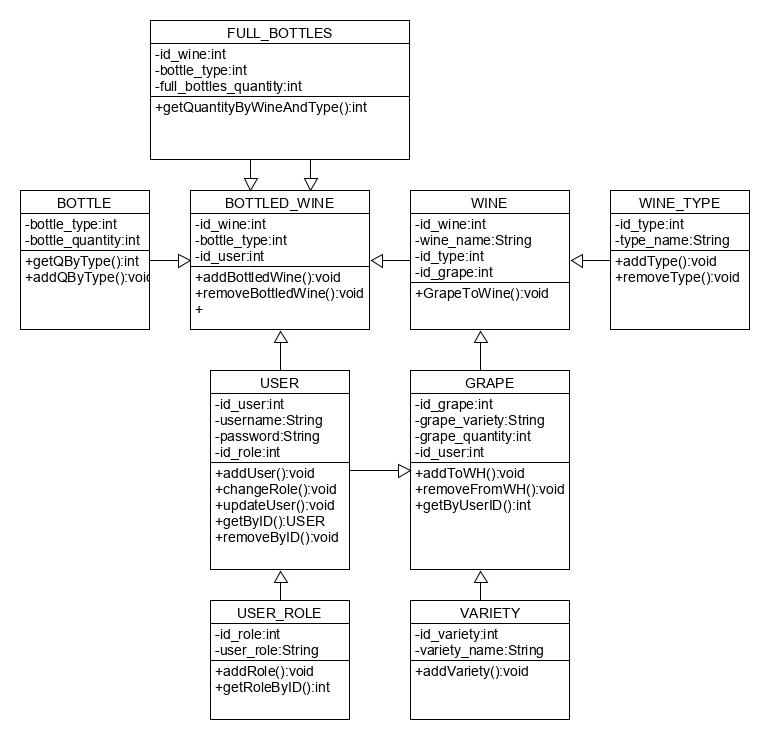 FULL_BOTTLES
-id_wine:int
-bottle_type:int
-full_bottles_quantity:int
+getQuantityByWineAndType():int
BOTTLE
-bottle_type:int
-bottle_quantity:int
+getQByType():int
+addQByType():void
BOTTLED_WINE
-id_wine:int
-bottle_type:int
-id_user:int
+addBottledWine():void
+removeBottledWine():void
+
WINE
-id_wine:int
-wine_name:String
-id_type:int
-id_grape:int
+GrapeToWine():void
WINE_TYPE
-id_type:int
-type_name:String
+addType():void
+removeType():void
USER
-id_user:int
-username:String
-password:String
-id_role:int
+addUser():void
+changeRole():void
+updateUser():void
+getByID():USER
+removeByID():void
GRAPE
-id_grape:int
-grape_variety:String
-grape_quantity:int
-id_user:int
+addToWH():void
+removeFromWH():void
+getByUserID():int
USER_ROLE
-id_role:int
-user_role:String
+addRole():void
+getRoleByID():int
VARIETY
-id_variety:int
-variety_name:String
+addVariety():void